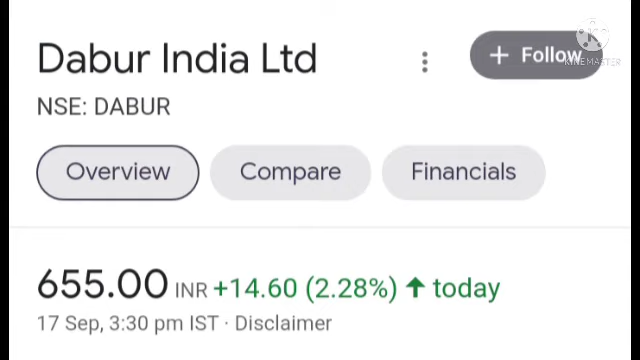 Dabur India Ltd
+ Follow
KINEMASTER
NSE: DABUR
Overview Compare Financials
655.00 INR +14.60 (2.28%) ↑ today
17 Sep, 3:30 pm IST · Disclaimer